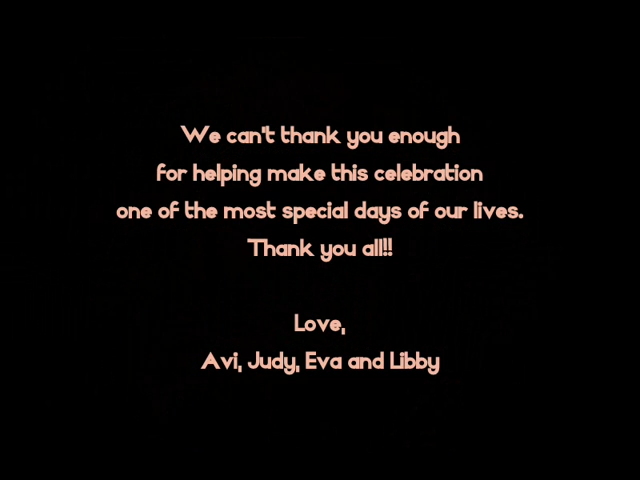 We can't thank you enough
for helping make this celebration
one of the most special days of our lives.
Thank you all!!
Love,
Avi, Judy, Eva and Libby